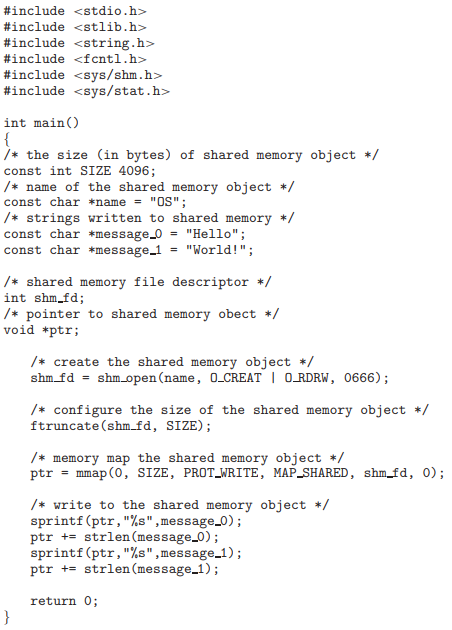 #include <stdio.h>
#include <stlib.h>
#include <string.h>
#include <fcntl.h>
#include <sys/shm.h>
#include <sys/stat.h>

int main()
{
/* the size (in bytes) of shared memory object */
const int SIZE 4096;
/* name of the shared memory object */
const char *name = "OS";
/* strings written to shared memory */
const char *message_0 = "Hello";
const char *message_1 = "World!";

/* shared memory file descriptor */
int shm_fd;
/* pointer to shared memory obect */
void *ptr;

   /* create the shared memory object */
   shm_fd = shm_open(name, O_CREAT | O_RDRW, 0666);

   /* configure the size of the shared memory object */
   ftruncate(shm_fd, SIZE);

   /* memory map the shared memory object */
   ptr = mmap(0, SIZE, PROT_WRITE, MAP_SHARED, shm_fd, 0);

   /* write to the shared memory object */
   sprintf(ptr,"%s",message_0);
   ptr += strlen(message_0);
   sprintf(ptr,"%s",message_1);
   ptr += strlen(message_1);

   return 0;
}